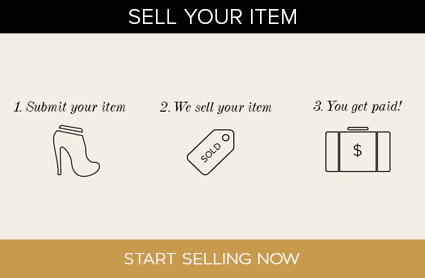 SELL YOUR ITEM
1. Submit your item 2. We sell your item 3. You get paid!
SOLD $
START SELLING NOW